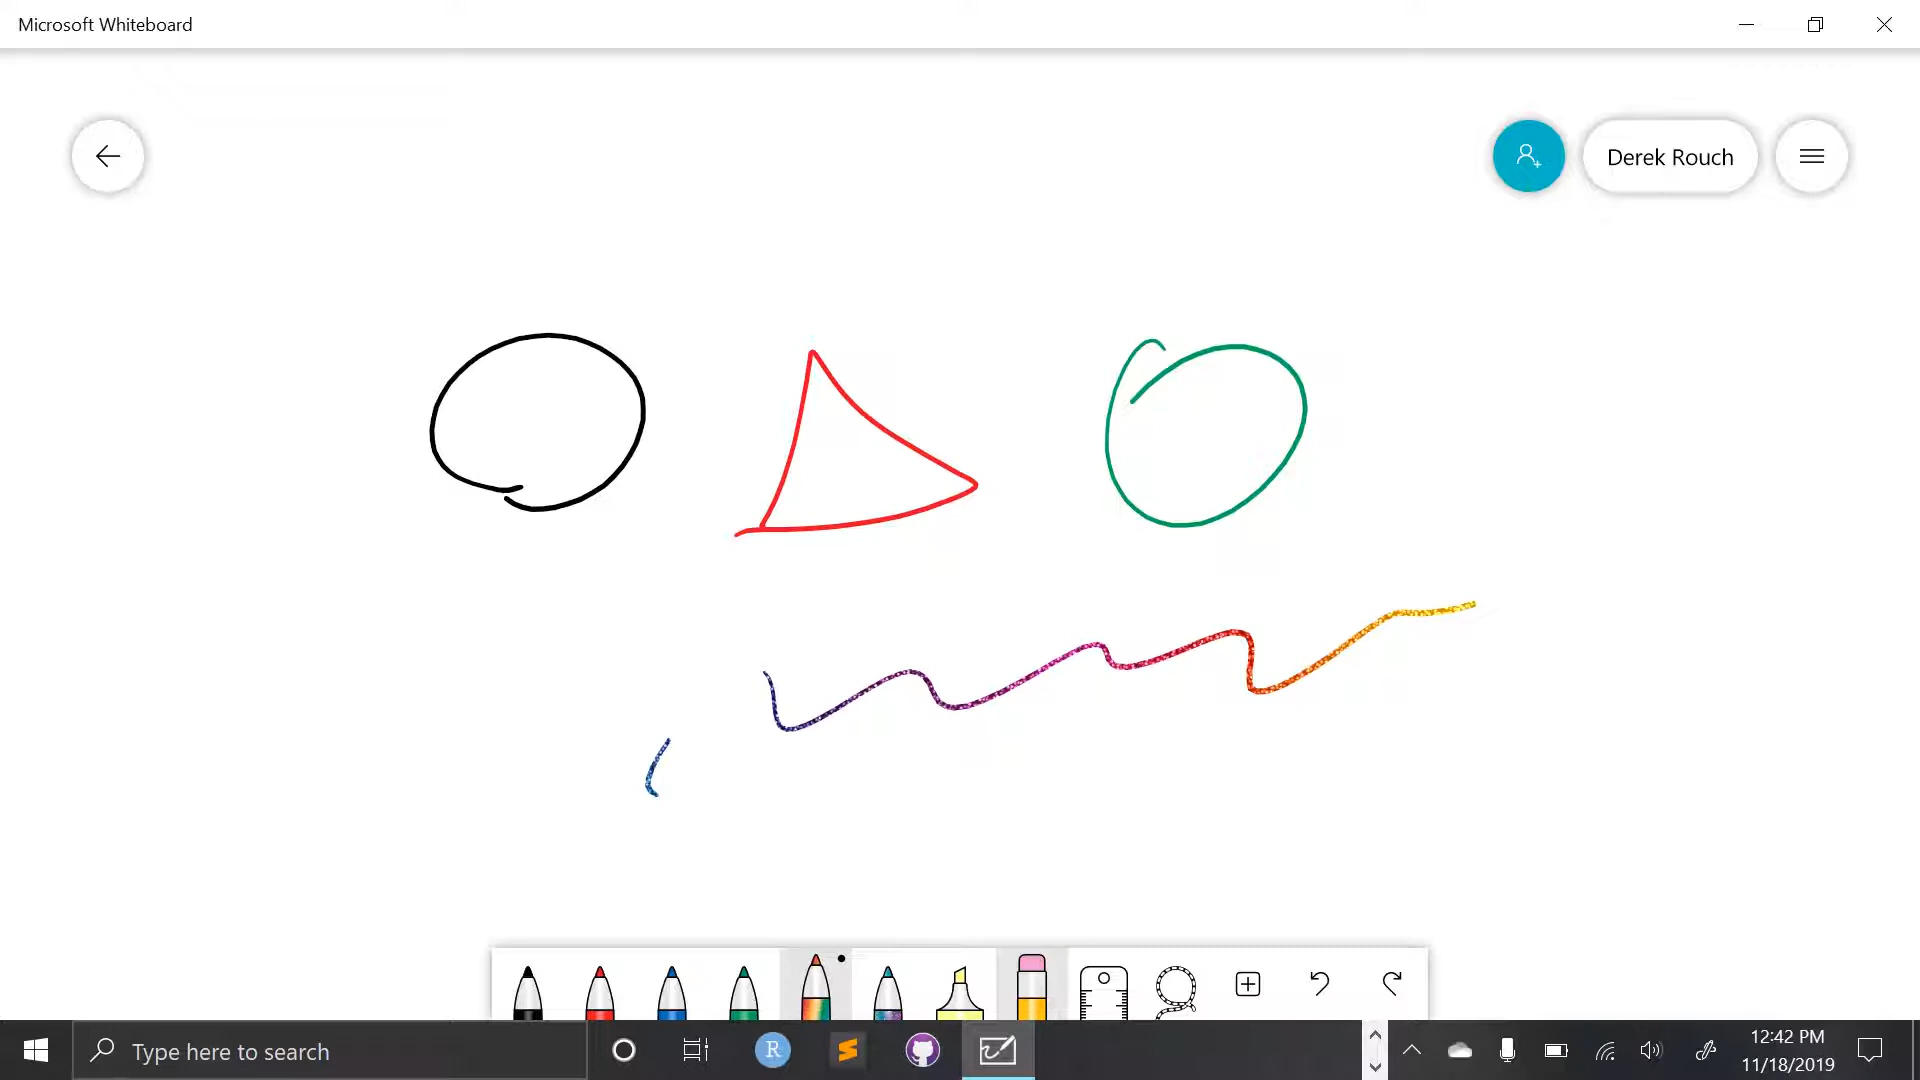 Microsoft Whiteboard
Derek Rouch
Type here to search
R
12:42 PM
11/18/2019